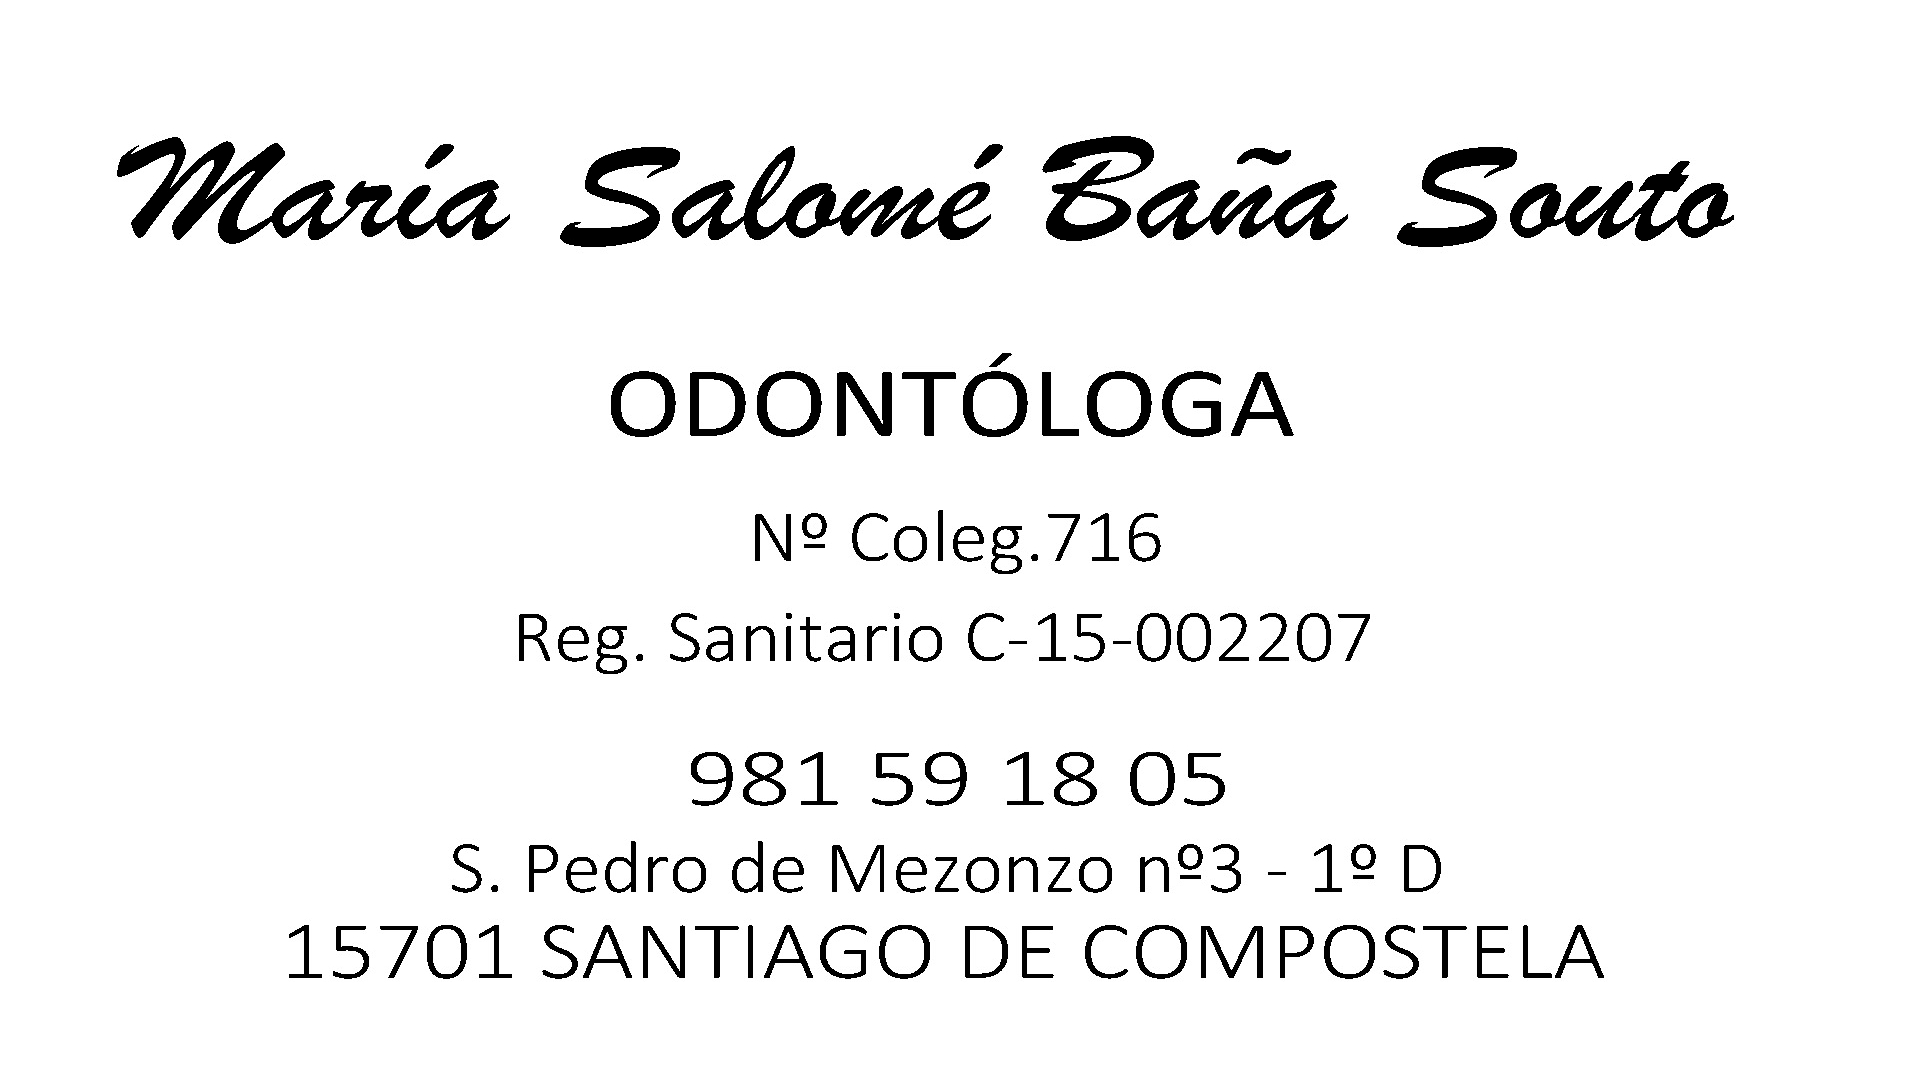 María Salomé Baña Souto
ODONTÓLOGA
Nº Coleg.716
Reg. Sanitario C-15-002207
981 59 18 05
S. Pedro de Mezonzo nº3 - 1º D
15701 SANTIAGO DE COMPOSTELA